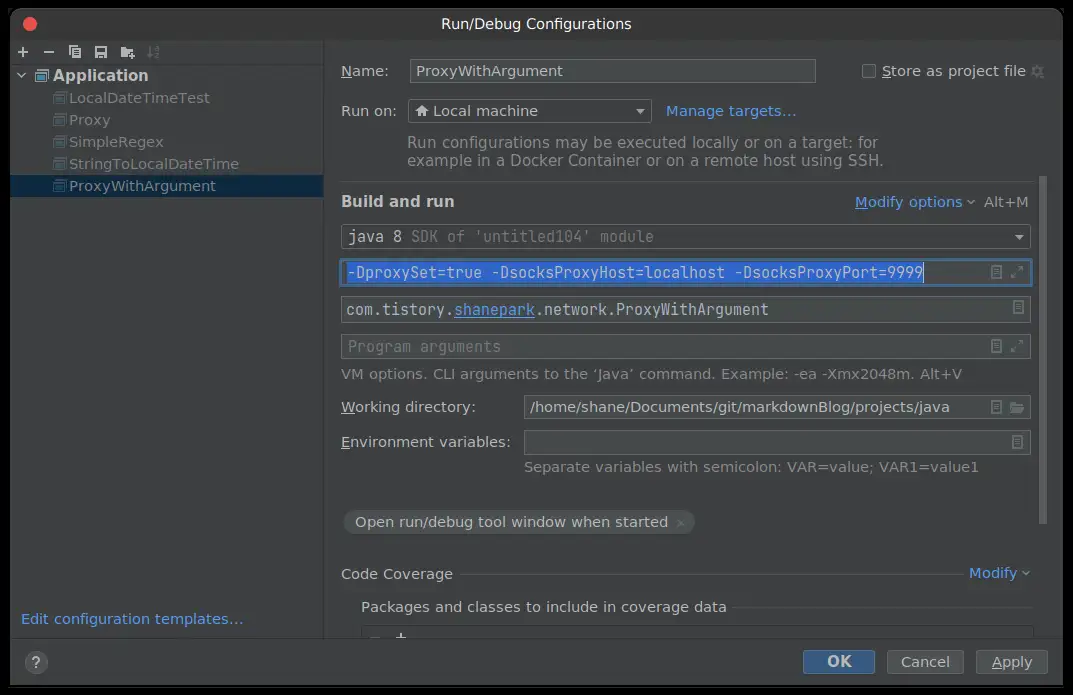 Run/Debug Configurations
Application
LocalDateTimeTest
Proxy
SimpleRegex
StringToLocalDateTime
ProxyWithArgument
Edit configuration templates...
Name: ProxyWithArgument Store as project file
Run on: Local machine Manage targets...
Run configurations may be executed locally or on a target: for
example in a Docker Container or on a remote host using SSH.
Build and run Modify options Alt+M
java 8 SDK of 'untitled104' module
-DproxySet=true -DsocksProxyHost=localhost -DsocksProxyPort=9999
com.tistory.shanepark.network.ProxyWithArgument
Program arguments
VM options. CLI arguments to the ‘Java’ command. Example: -ea -Xmx2048m. Alt+V
Working directory: /home/shane/Documents/git/markdownBlog/projects/java
Environment variables:
Separate variables with semicolon: VAR=value; VAR1=value1
Open run/debug tool window when started ×
Code Coverage Modify
Packages and classes to include in coverage data
? OK Cancel Apply